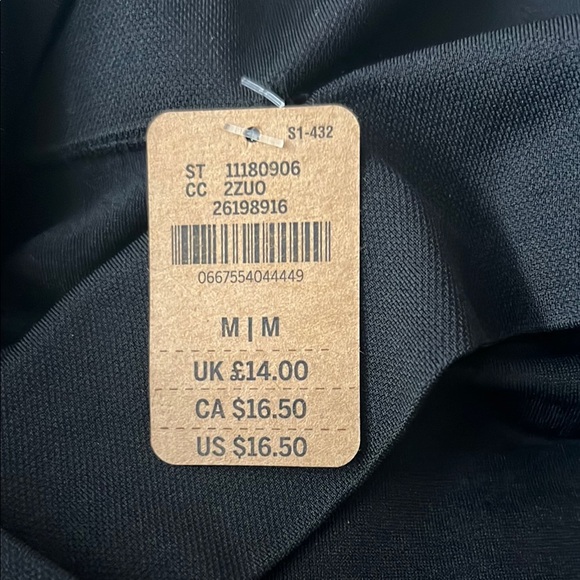 S1-432
ST 11180906
CC 2ZUO
26198916
0667554044449
M | M
UK £14.00
CA $16.50
US $16.50